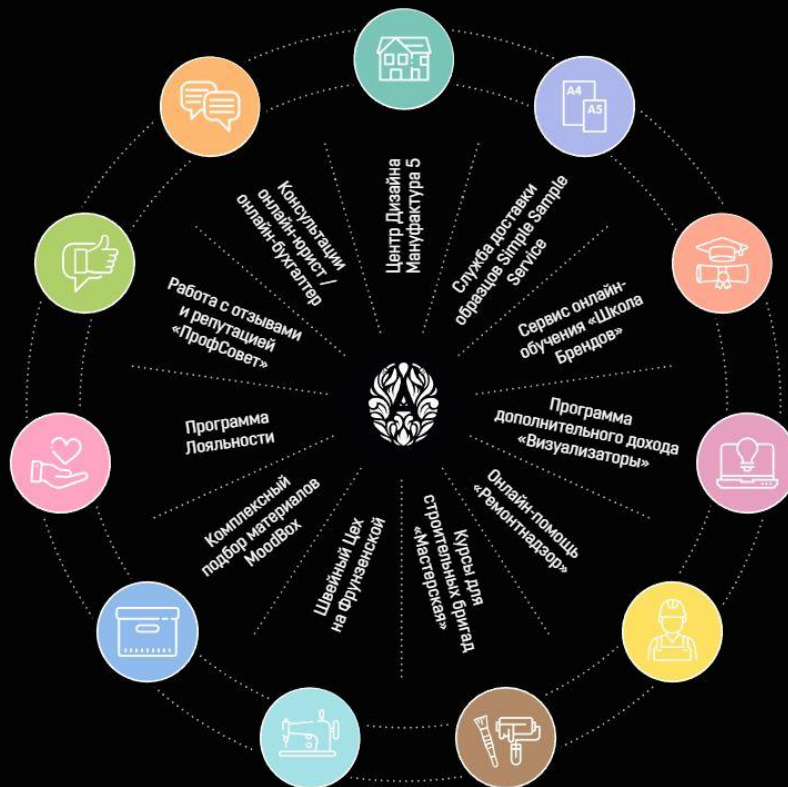 Центр Дизайна
Мануфактура 5
A4
A5
Служба доставки
образцов Simple Sample
Service
Сервис онлайн-
обучения «Школа
Брендов»
Программа
дополнительного дохода
«Визуализаторы»
Онлайн-помощь
«Ремонтнадзор»
Курсы для
строительных бригад
«Мастерская»
Швейный Цех
на Фрунзенской
Комплексный
подбор материалов
MoodBox
Программа
Лояльности
Работа с отзывами
и репутацией
«ПрофСовет»
Консультации
онлайн-юрист /
онлайн-бухгалтер
A